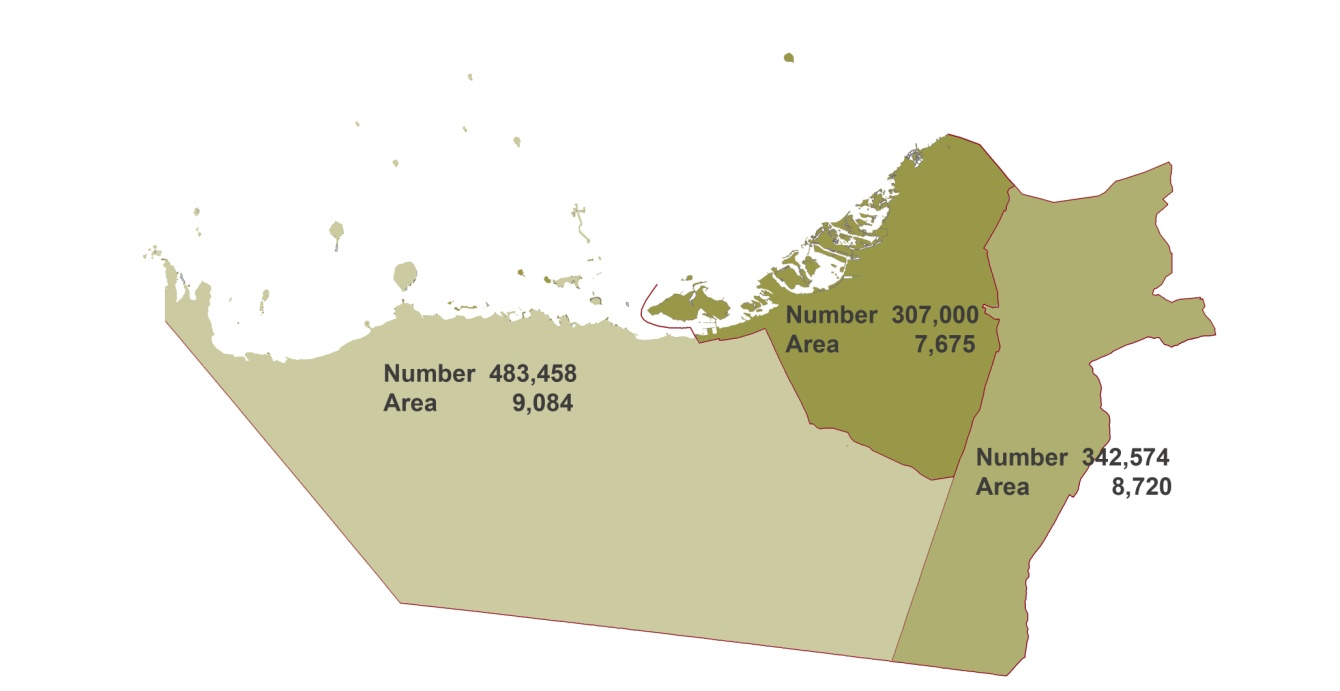 Number 307,000
Area 7,675
Number 483,458
Area 9,084
Number 342,574
Area 8,720